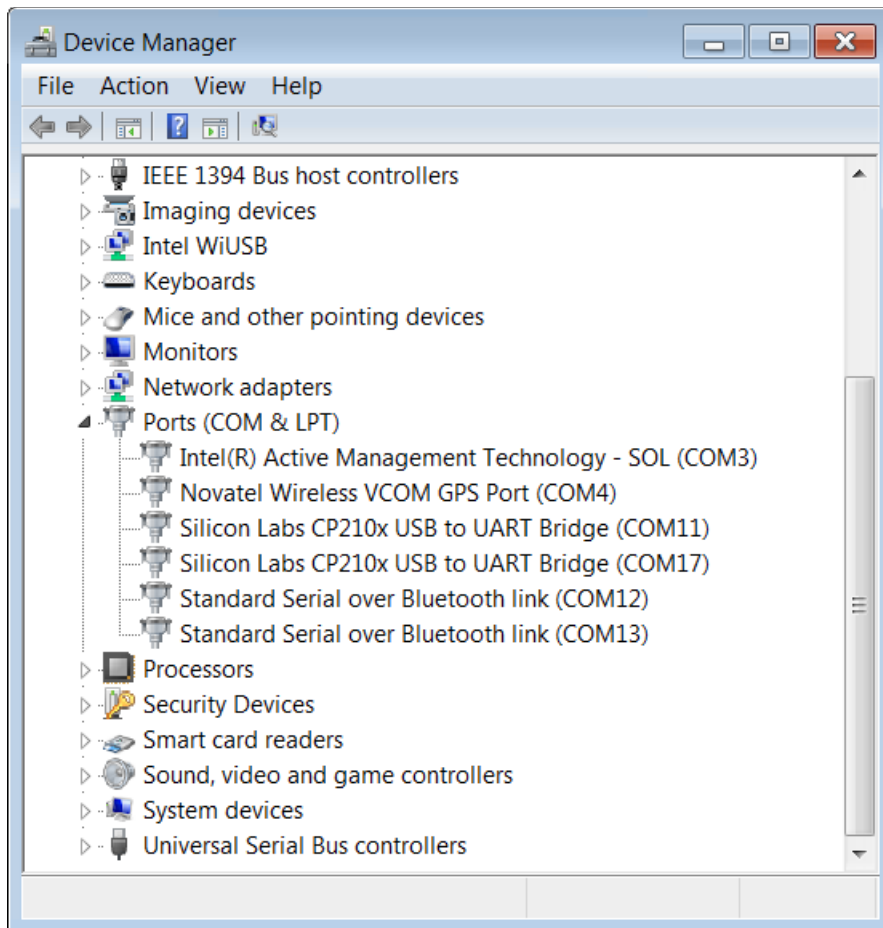 Device Manager
File Action View Help
IEEE 1394 Bus host controllers
Imaging devices
Intel WiUSB
Keyboards
Mice and other pointing devices
Monitors
Network adapters
Ports (COM & LPT)
Intel(R) Active Management Technology - SOL (COM3)
Novatel Wireless VCOM GPS Port (COM4)
Silicon Labs CP210x USB to UART Bridge (COM11)
Silicon Labs CP210x USB to UART Bridge (COM17)
Standard Serial over Bluetooth link (COM12)
Standard Serial over Bluetooth link (COM13)
Processors
Security Devices
Smart card readers
Sound, video and game controllers
System devices
Universal Serial Bus controllers